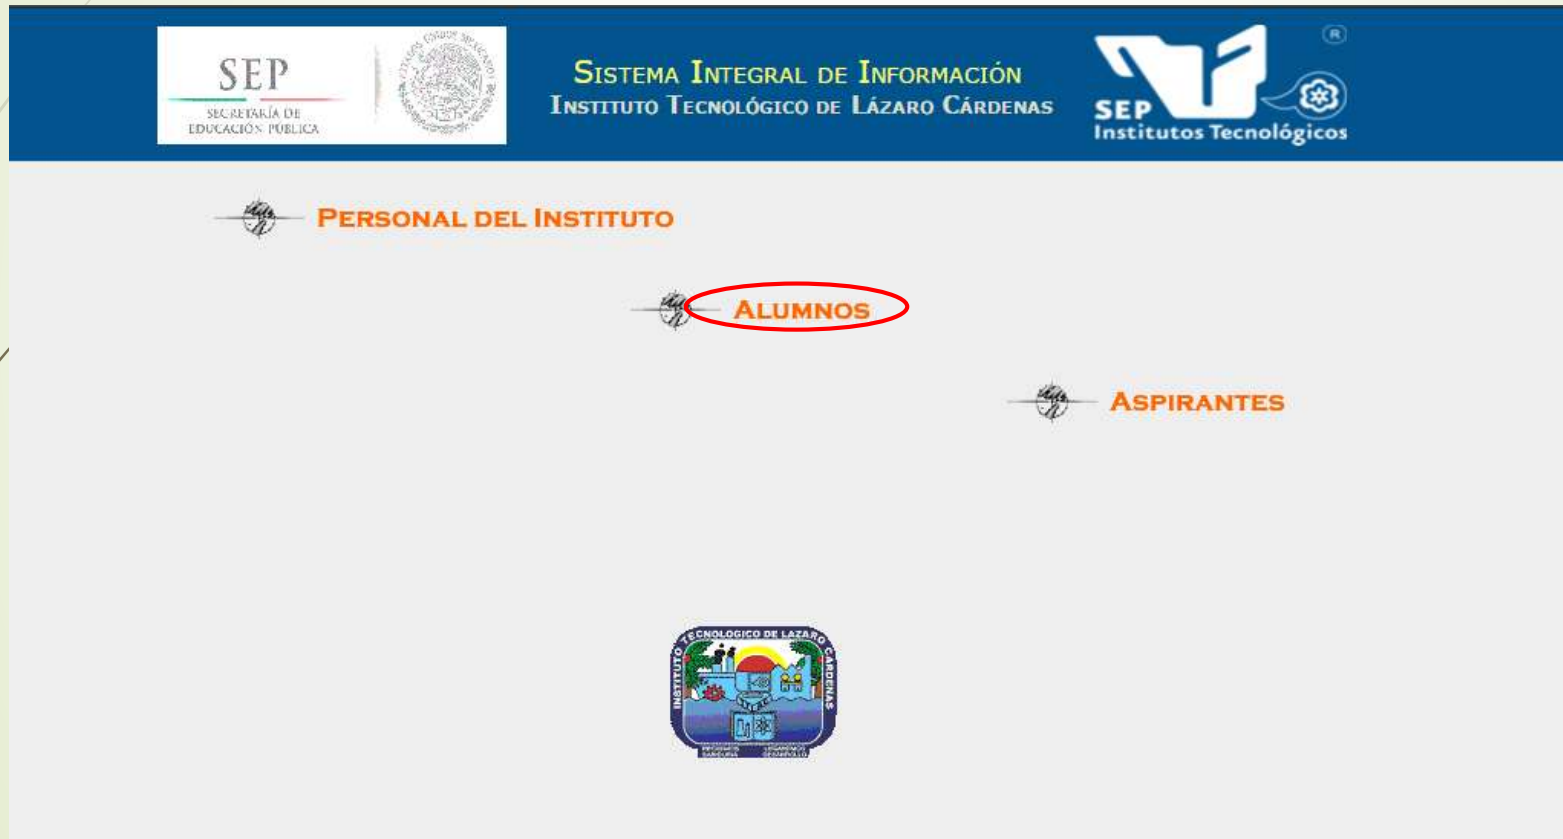 SEP
SECRETARÍA DE
EDUCACIÓN PÚBLICA
SISTEMA INTEGRAL DE INFORMACIÓN
INSTITUTO TECNOLÓGICO DE LÁZARO CÁRDENAS
®
SEP
Institutos Tecnológicos
PERSONAL DEL INSTITUTO
ALUMNOS
ASPIRANTES
INSTITUTO TECNOLOGICO DE LAZARO CARDENAS